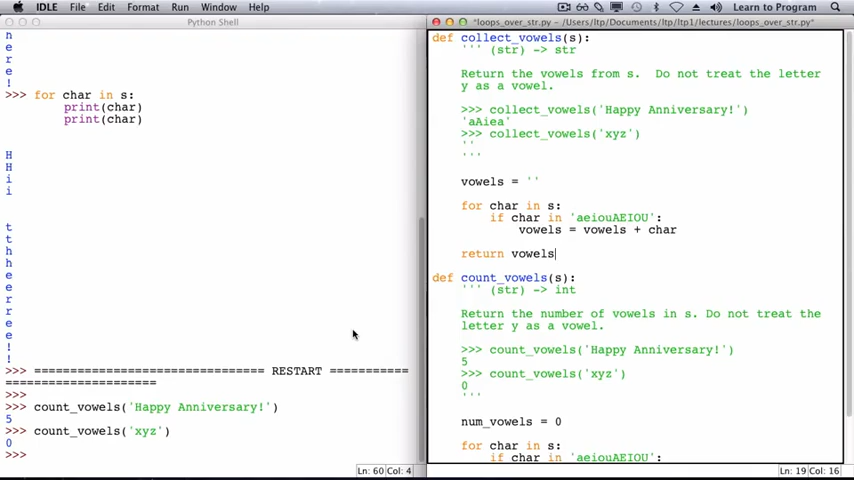 IDLE File Edit Format Run Window Help Learn to Program
Python Shell
h
e
r
e
!
>>> for char in s:
print(char)
print(char)
H
H
i
i
t
t
h
h
e
e
r
r
e
e
!
!
>>> ================================ RESTART ===========
=====================
>>>
>>> count_vowels('Happy Anniversary!')
5
>>> count_vowels('xyz')
0
>>>
Ln: 60 Col: 4
*loops_over_str.py - /Users/ltp/Documents/ltp/ltp1/lectures/loops_over_str.py*
def collect_vowels(s):
''' (str) -> str
Return the vowels from s. Do not treat the letter
y as a vowel.
>>> collect_vowels('Happy Anniversary!')
'aAiea'
>>> collect_vowels('xyz')
''
'''
vowels = ''
for char in s:
if char in 'aeiouAEIOU':
vowels = vowels + char
return vowels
def count_vowels(s):
''' (str) -> int
Return the number of vowels in s. Do not treat the
letter y as a vowel.
>>> count_vowels('Happy Anniversary!')
5
>>> count_vowels('xyz')
0
'''
num_vowels = 0
for char in s:
if char in 'aeiouAEIOU':
Ln: 19 Col: 16